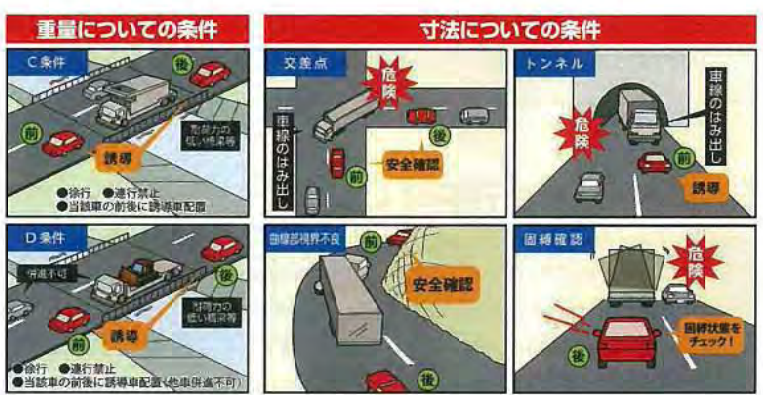 重量についての条件
寸法についての条件
C条件
後
前
耐荷力の
低い橋梁等
誘導
●徐行 ●連行禁止
●当該車の前後に誘導車配置
交差点
危険
車線のはみ出し
後
前
安全確認
トンネル
車線のはみ出し
危険
前
誘導
D条件
併進不可
後
耐荷力の
低い橋梁等
誘導
前
●徐行 ●連行禁止
●当該車の前後に誘導車配置(他車併進不可)
曲線部視界不良
前
安全確認
後
固縛確認
危険
固縛状態を
チェック!
後